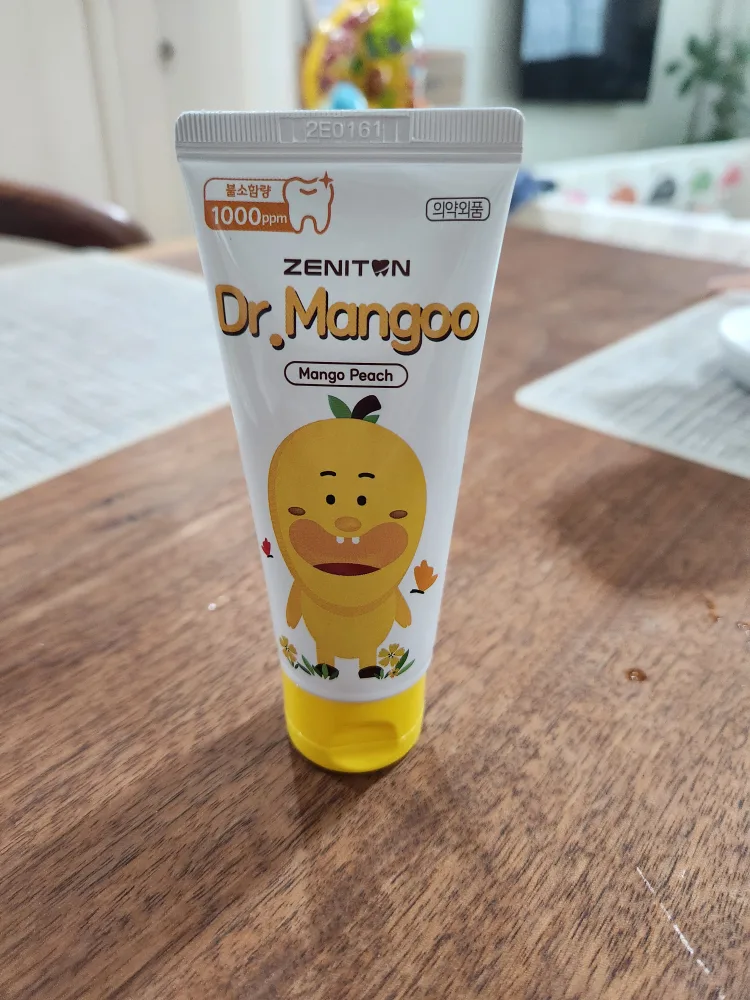 2E0161
불소함량
1000ppm
의약외품
ZENITON
Dr.Mangoo
Mango Peach